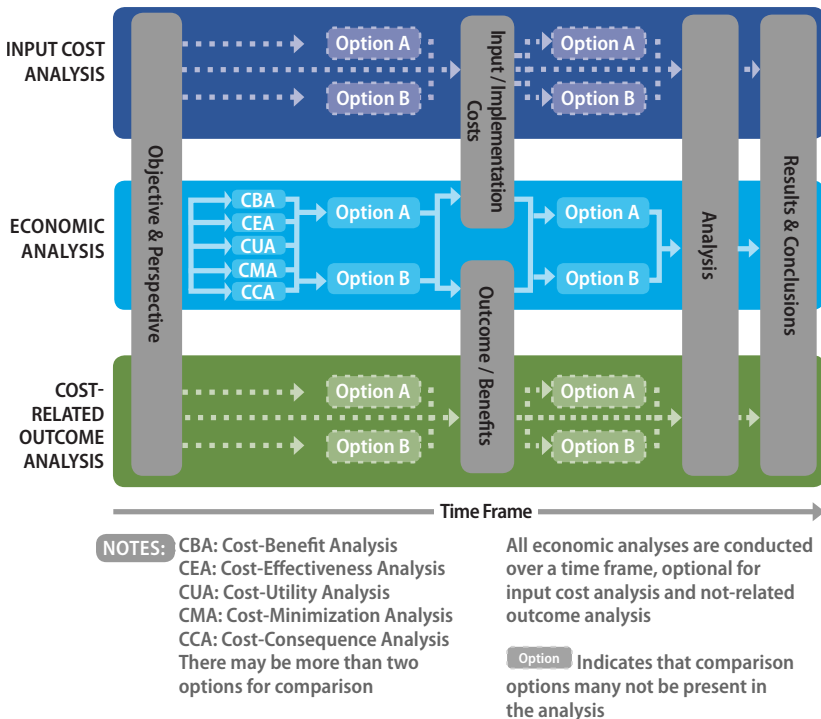 INPUT COST
ANALYSIS
Option A
Option B
Input / Implementation
Costs
Option A
Option B
Objective & Perspective
ECONOMIC
ANALYSIS
CBA
CEA
CUA
CMA
CCA
Option A
Option B
Outcome / Benefits
Option A
Option B
Analysis
Results & Conclusions
COST-
RELATED
OUTCOME
ANALYSIS
Option A
Option B
Option A
Option B
Time Frame
NOTES:
CBA: Cost-Benefit Analysis
CEA: Cost-Effectiveness Analysis
CUA: Cost-Utility Analysis
CMA: Cost-Minimization Analysis
CCA: Cost-Consequence Analysis
There may be more than two
options for comparison
All economic analyses are conducted
over a time frame, optional for
input cost analysis and not-related
outcome analysis
Option Indicates that comparison
options many not be present in
the analysis